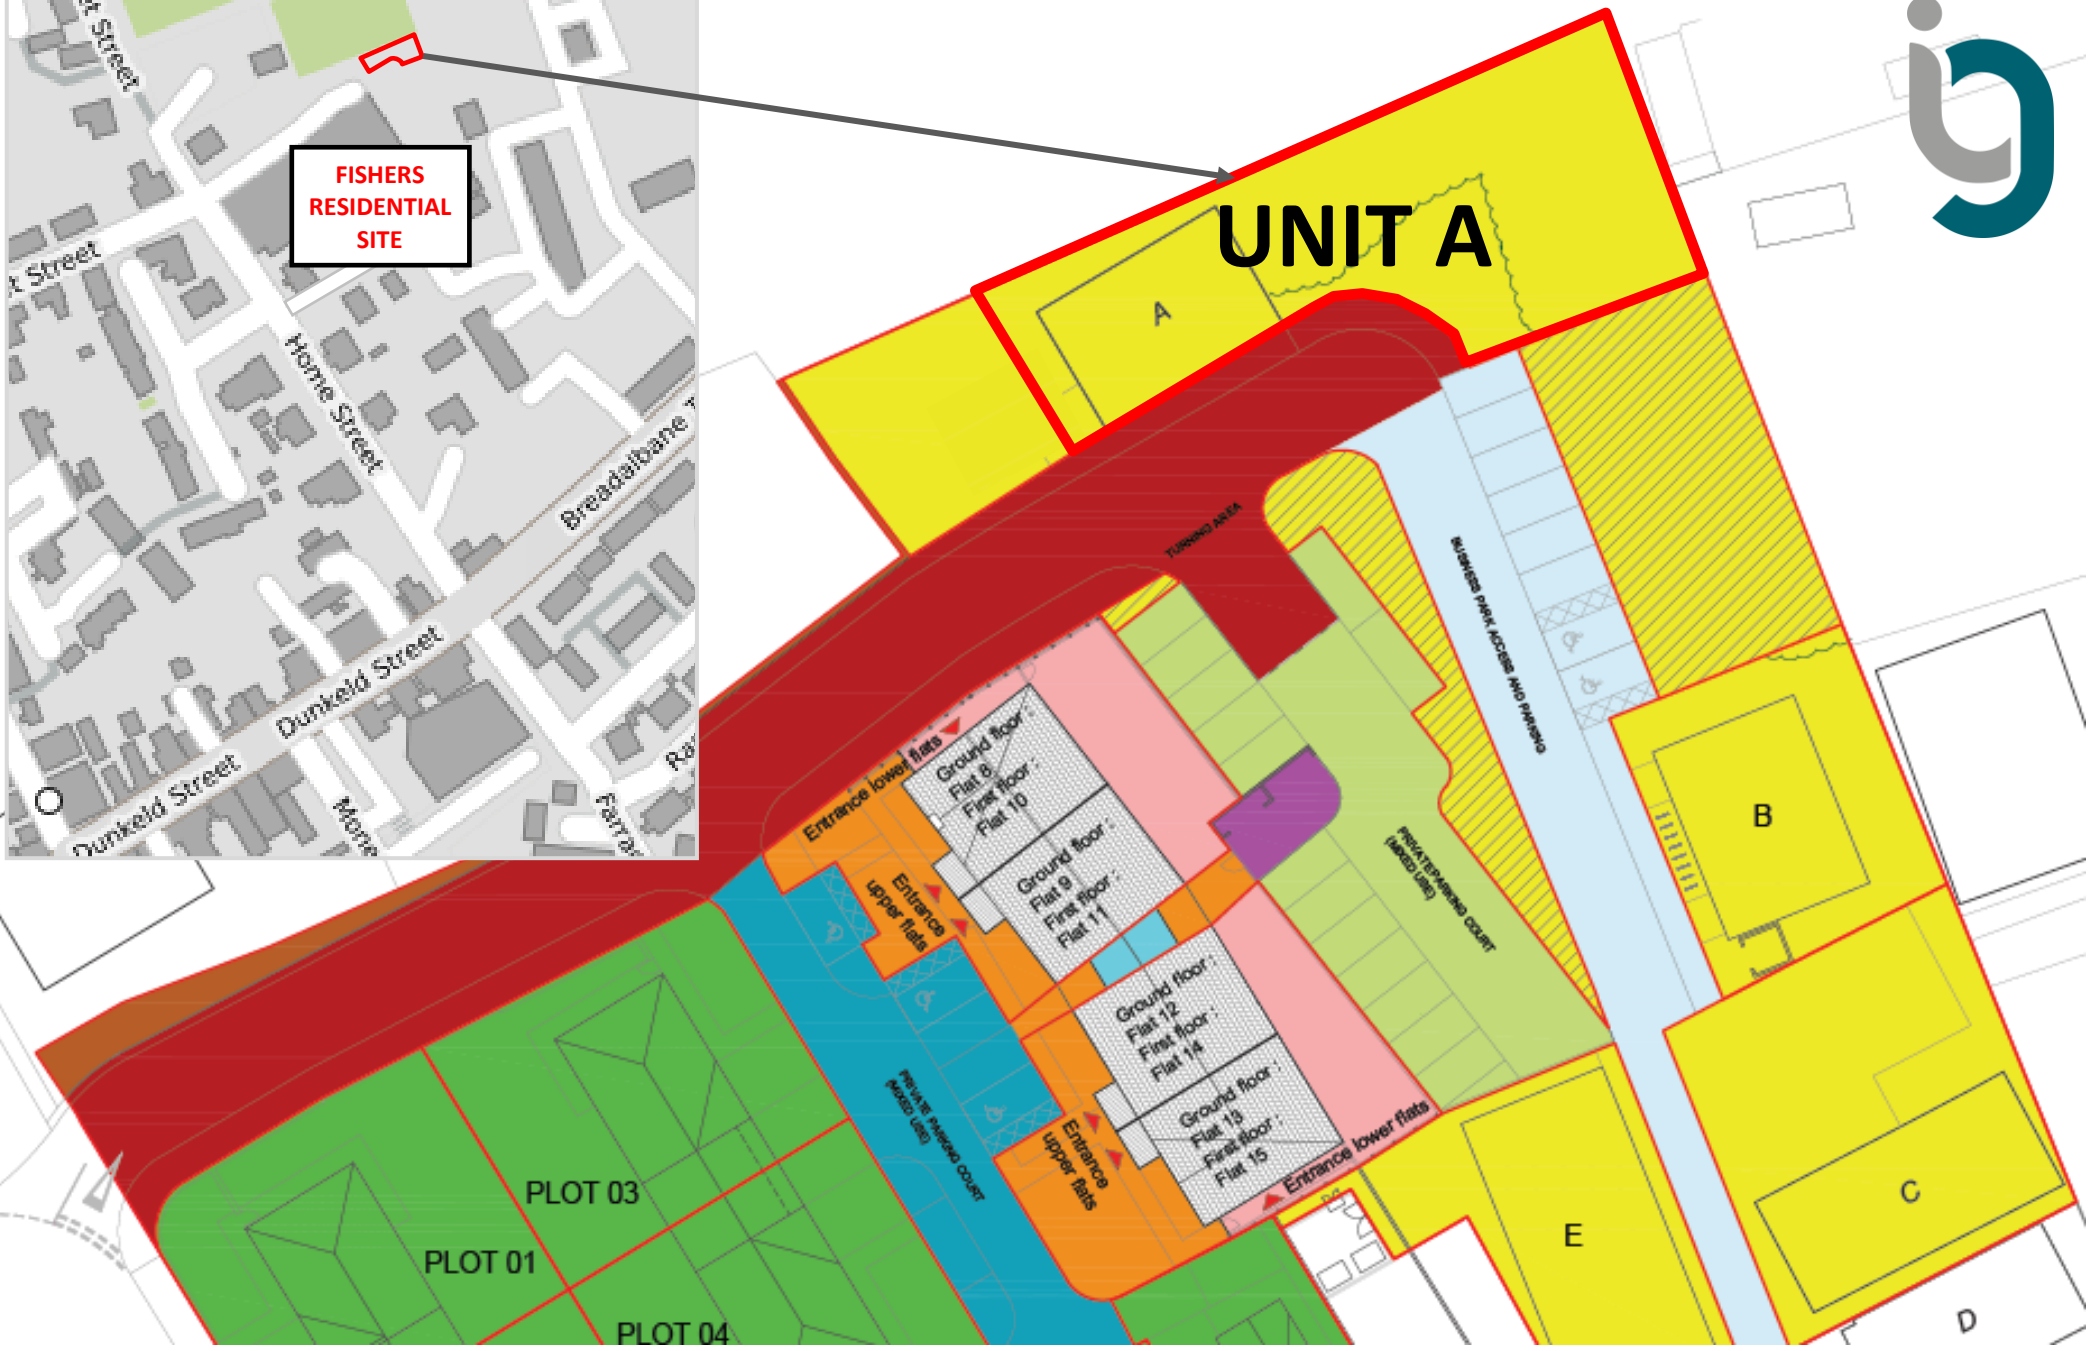 et Street
FISHERS
RESIDENTIAL
SITE
t Street
Home Street
Breadalbane T
Dunkeld Street
Dunkeld Street
Mone
Farra
Ra
UNIT A
A
TURNING AREA
BUSINESS PARK ACCESS AND PARKING
Entrance lower flats
Ground floor :
Flat 8
First floor :
Flat 10
Ground floor :
Flat 9
First floor :
Flat 11
Entrance
upper flats
PRIVATE PARKING COURT
(MIXED USE)
B
Ground floor :
Flat 12
First floor :
Flat 14
Ground floor :
Flat 13
First floor :
Flat 15
Entrance
upper flats
Entrance lower flats
PRIVATE PARKING COURT
(MIXED USE)
PLOT 03
PLOT 01
PLOT 04
E
C
D